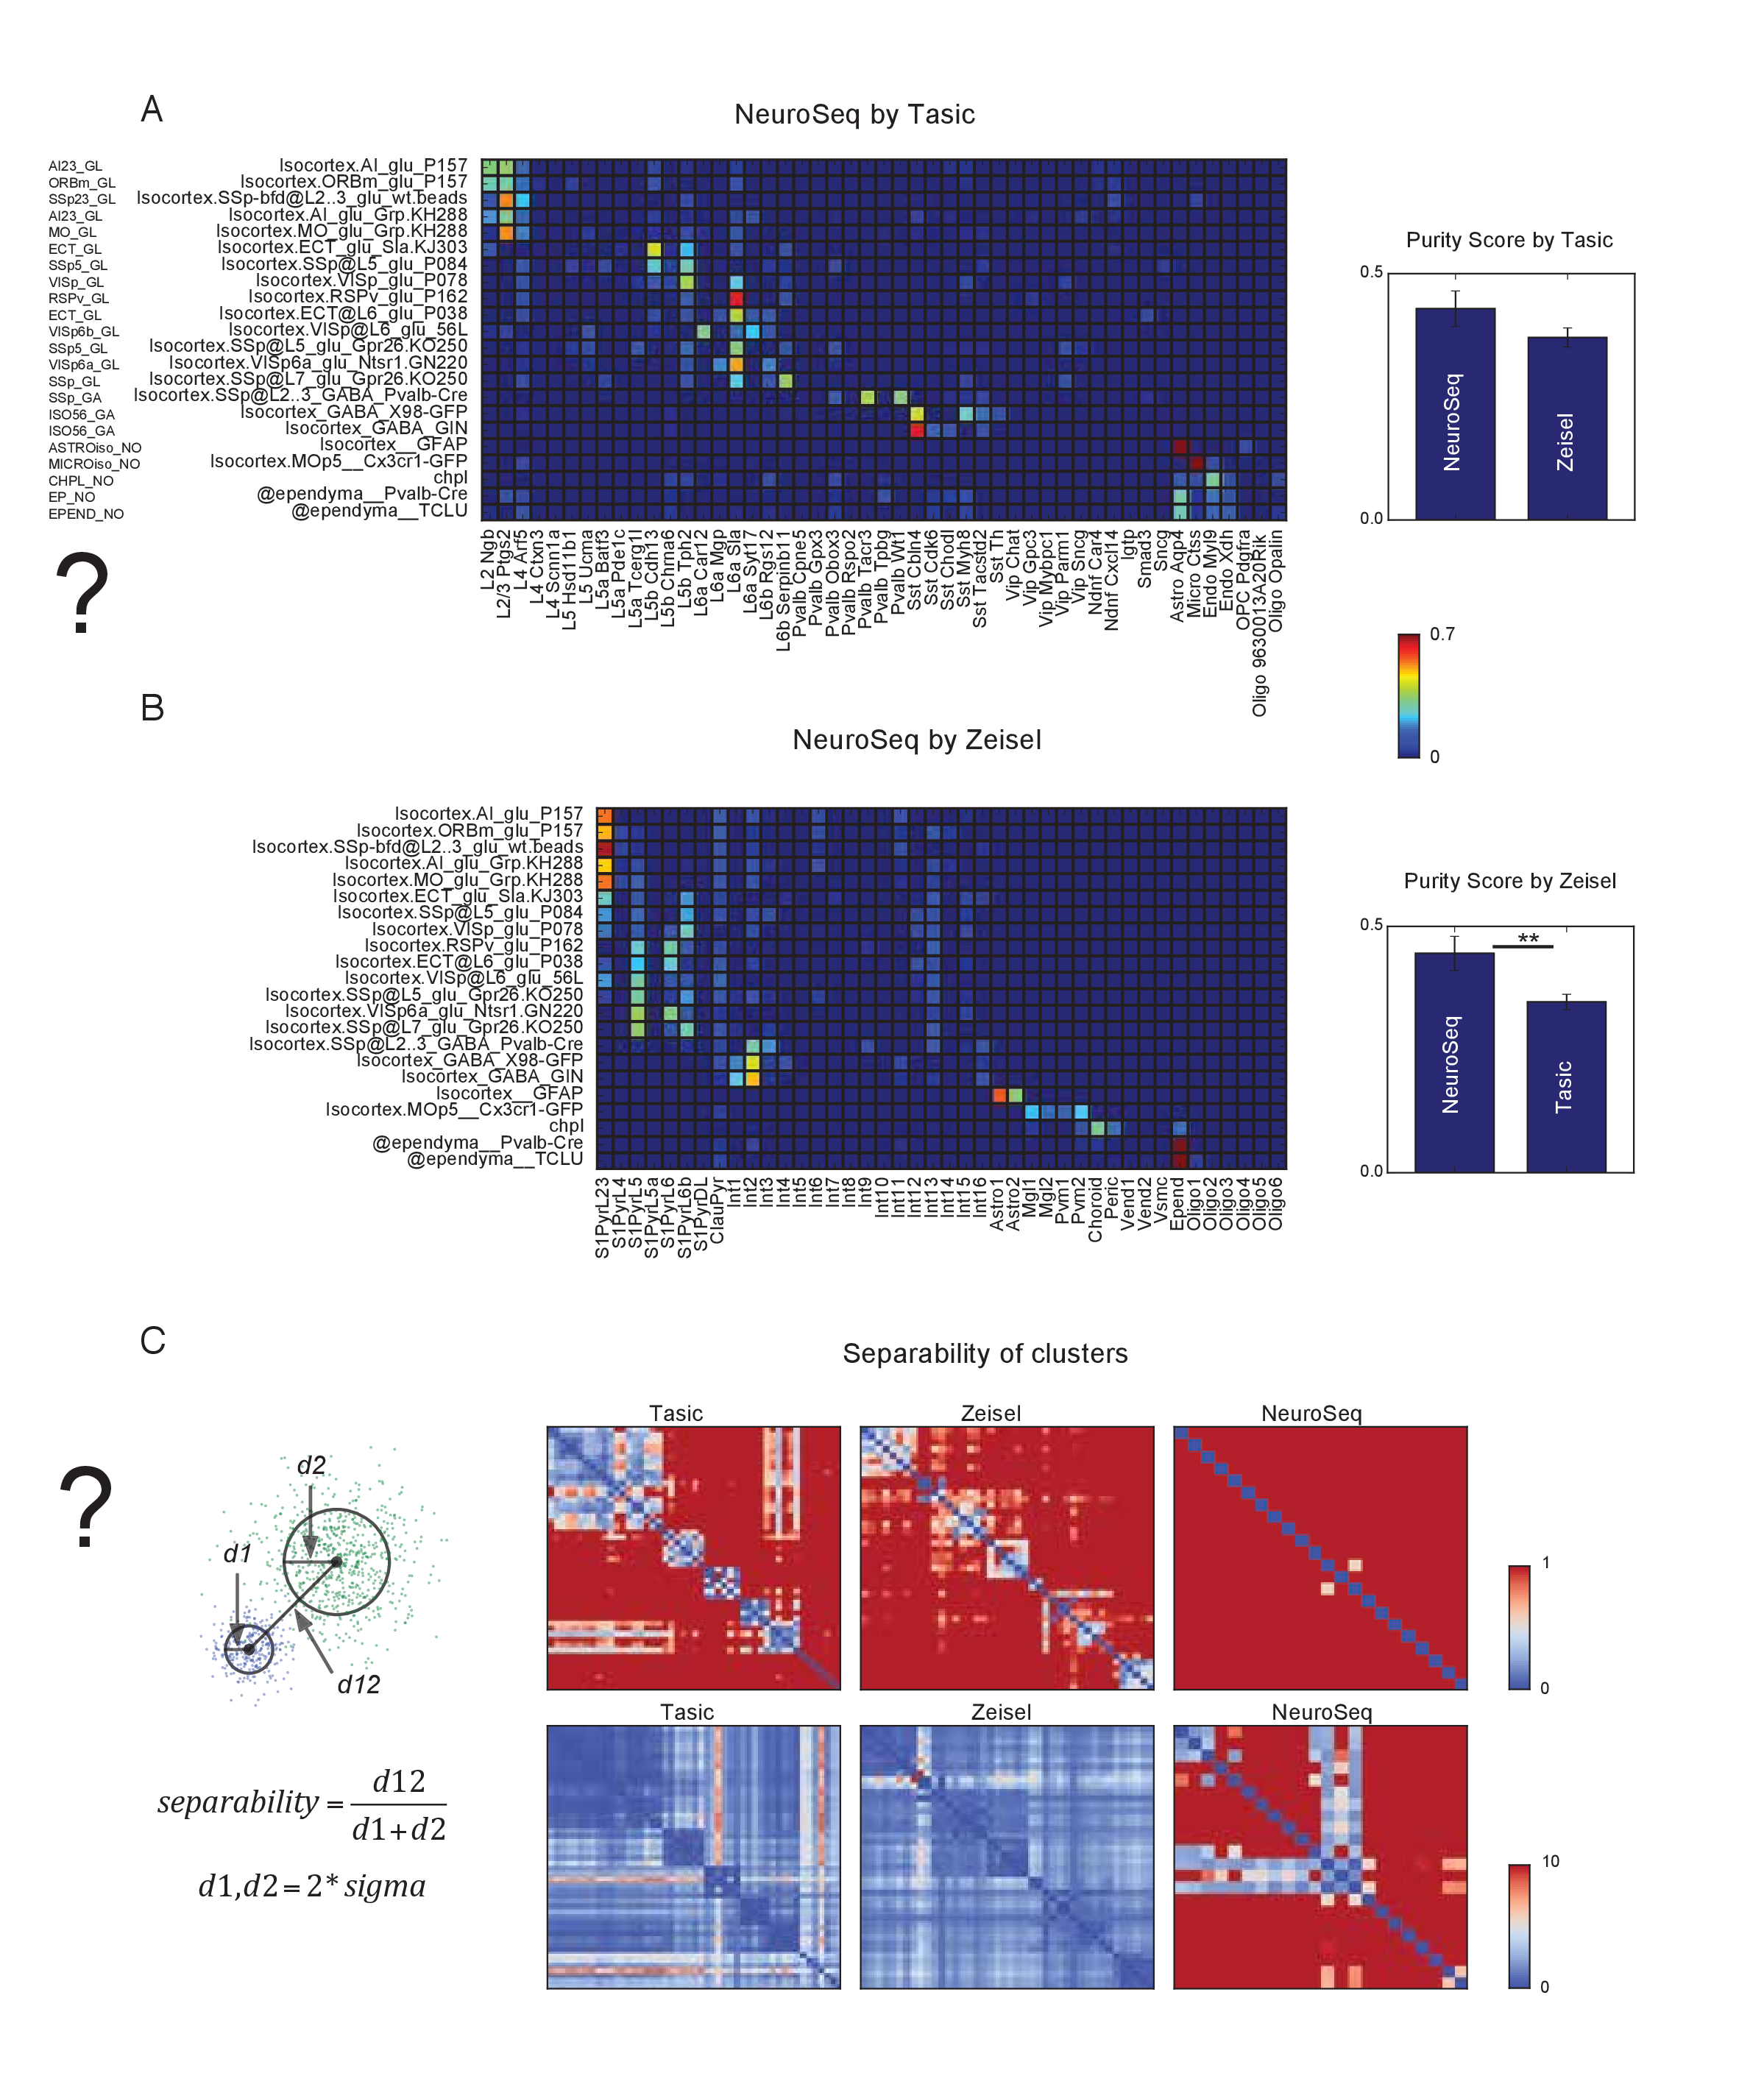 A
NeuroSeq by Tasic
AI23_GL Isocortex.AI_glu_P157
ORBm_GL Isocortex.ORBm_glu_P157
SSp23_GL Isocortex.SSp-bfd@L2..3_glu_wt.beads
AI23_GL Isocortex.AI_glu_Grp.KH288
MO_GL Isocortex.MO_glu_Grp.KH288
ECT_GL Isocortex.ECT_glu_Sla.KJ303
SSp5_GL Isocortex.SSp@L5_glu_P084
VISp_GL Isocortex.VISp_glu_P078
RSPv_GL Isocortex.RSPv_glu_P162
ECT_GL Isocortex.ECT@L6_glu_P038
VISp6b_GL Isocortex.VISp@L6_glu_56L
SSp5_GL Isocortex.SSp@L5_glu_Gpr26.KO250
VISp6a_GL Isocortex.VISp6a_glu_Ntsr1.GN220
SSp_GL Isocortex.SSp@L7_glu_Gpr26.KO250
SSp_GA Isocortex.SSp@L2..3_GABA_Pvalb-Cre
ISO56_GA Isocortex_GABA_X98-GFP
ISO56_GA Isocortex_GABA_GIN
ASTROiso_NO Isocortex__GFAP
MICROiso_NO Isocortex.MOp5__Cx3cr1-GFP
CHPL_NO chpl
EP_NO @ependyma__Pvalb-Cre
EPEND_NO @ependyma__TCLU
?
L2 Ngb
L2/3 Ptgs2
L4 Arf5
L4 Ctxn3
L4 Scnn1a
L5 Hsd11b1
L5 Ucma
L5a Batf3
L5a Pde1c
L5a Tcerg1l
L5b Cdh13
L5b Chrna6
L5b Tph2
L6a Car12
L6a Mgp
L6a Sla
L6a Syt17
L6b Rgs12
L6b Serpinb11
Pvalb Cpne5
Pvalb Gpx3
Pvalb Obox3
Pvalb Rspo2
Pvalb Tacr3
Pvalb Tpbg
Pvalb Wt1
Sst Cbln4
Sst Cdk6
Sst Chodl
Sst Myh8
Sst Tacstd2
Sst Th
Vip Chat
Vip Gpc3
Vip Mybpc1
Vip Parm1
Vip Sncg
Ndnf Car4
Ndnf Cxcl14
Igtp
Smad3
Sncg
Astro Aqp4
Micro Ctss
Endo Myl9
Endo Xdh
OPC Pdgfra
Oligo 9630013A20Rik
Oligo Opalin
Purity Score by Tasic
0.5
0.0
NeuroSeq
Zeisel
0.7
0
B
NeuroSeq by Zeisel
Isocortex.AI_glu_P157
Isocortex.ORBm_glu_P157
Isocortex.SSp-bfd@L2..3_glu_wt.beads
Isocortex.AI_glu_Grp.KH288
Isocortex.MO_glu_Grp.KH288
Isocortex.ECT_glu_Sla.KJ303
Isocortex.SSp@L5_glu_P084
Isocortex.VISp_glu_P078
Isocortex.RSPv_glu_P162
Isocortex.ECT@L6_glu_P038
Isocortex.VISp@L6_glu_56L
Isocortex.SSp@L5_glu_Gpr26.KO250
Isocortex.VISp6a_glu_Ntsr1.GN220
Isocortex.SSp@L7_glu_Gpr26.KO250
Isocortex.SSp@L2..3_GABA_Pvalb-Cre
Isocortex_GABA_X98-GFP
Isocortex_GABA_GIN
Isocortex__GFAP
Isocortex.MOp5__Cx3cr1-GFP
chpl
@ependyma__Pvalb-Cre
@ependyma__TCLU
S1PyrL23
S1PyrL4
S1PyrL5
S1PyrL5a
S1PyrL6
S1PyrL6b
S1PyrDL
ClauPyr
Int1
Int2
Int3
Int4
Int5
Int6
Int7
Int8
Int9
Int10
Int11
Int12
Int13
Int14
Int15
Int16
Astro1
Astro2
Mgl1
Mgl2
Pvm1
Pvm2
Choroid
Peric
Vend1
Vend2
Vsmc
Epend
Oligo1
Oligo2
Oligo3
Oligo4
Oligo5
Oligo6
Purity Score by Zeisel
0.5
0.0
**
NeuroSeq
Tasic
C
Separability of clusters
?
d2
d1
d12
separability = d12 / d1+d2
d1,d2=2*sigma
Tasic Zeisel NeuroSeq
1
0
Tasic Zeisel NeuroSeq
10
0